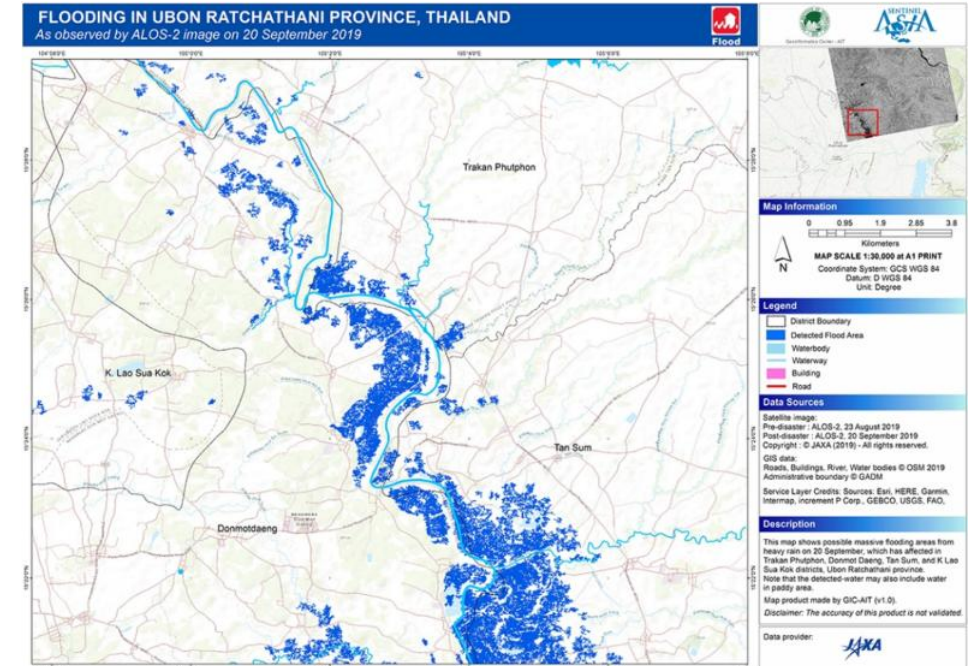 FLOODING IN UBON RATCHATHANI PROVINCE, THAILAND
As observed by ALOS-2 image on 20 September 2019
Flood
Geoinformatics Center - AIT
SENTINEL
ASIA
Trakan Phutphon
K. Lao Sua Kok
Tan Sum
Donmotdaeng
Map Information
0 0.95 1.9 2.85 3.8
Kilometers
N
MAP SCALE 1:30,000 at A1 PRINT
Coordinate System: GCS WGS 84
Datum: D WGS 84
Unit: Degree
Legend
District Boundary
Detected Flood Area
Waterbody
Waterway
Building
Road
Data Sources
Satellite image:
Pre-disaster : ALOS-2, 23 August 2019
Post-disaster : ALOS-2, 20 September 2019
Copyright : © JAXA (2019) - All rights reserved.
GIS data:
Roads, Buildings, River, Water bodies © OSM 2019
Administrative boundary © GADM
Service Layer Credits: Sources: Esri, HERE, Garmin,
Intermap, increment P Corp., GEBCO, USGS, FAO,
Description
This map shows possible massive flooding areas from
heavy rain on 20 September, which has affected in
Trakan Phutphon, Donmot Daeng, Tan Sum, and K Lao
Sua Kok districts, Ubon Ratchathani province.
Note that the detected-water may also include water
in paddy area.
Map product made by GIC-AIT (v1.0).
Disclaimer: The accuracy of this product is not validated.
Data provider:
JAXA